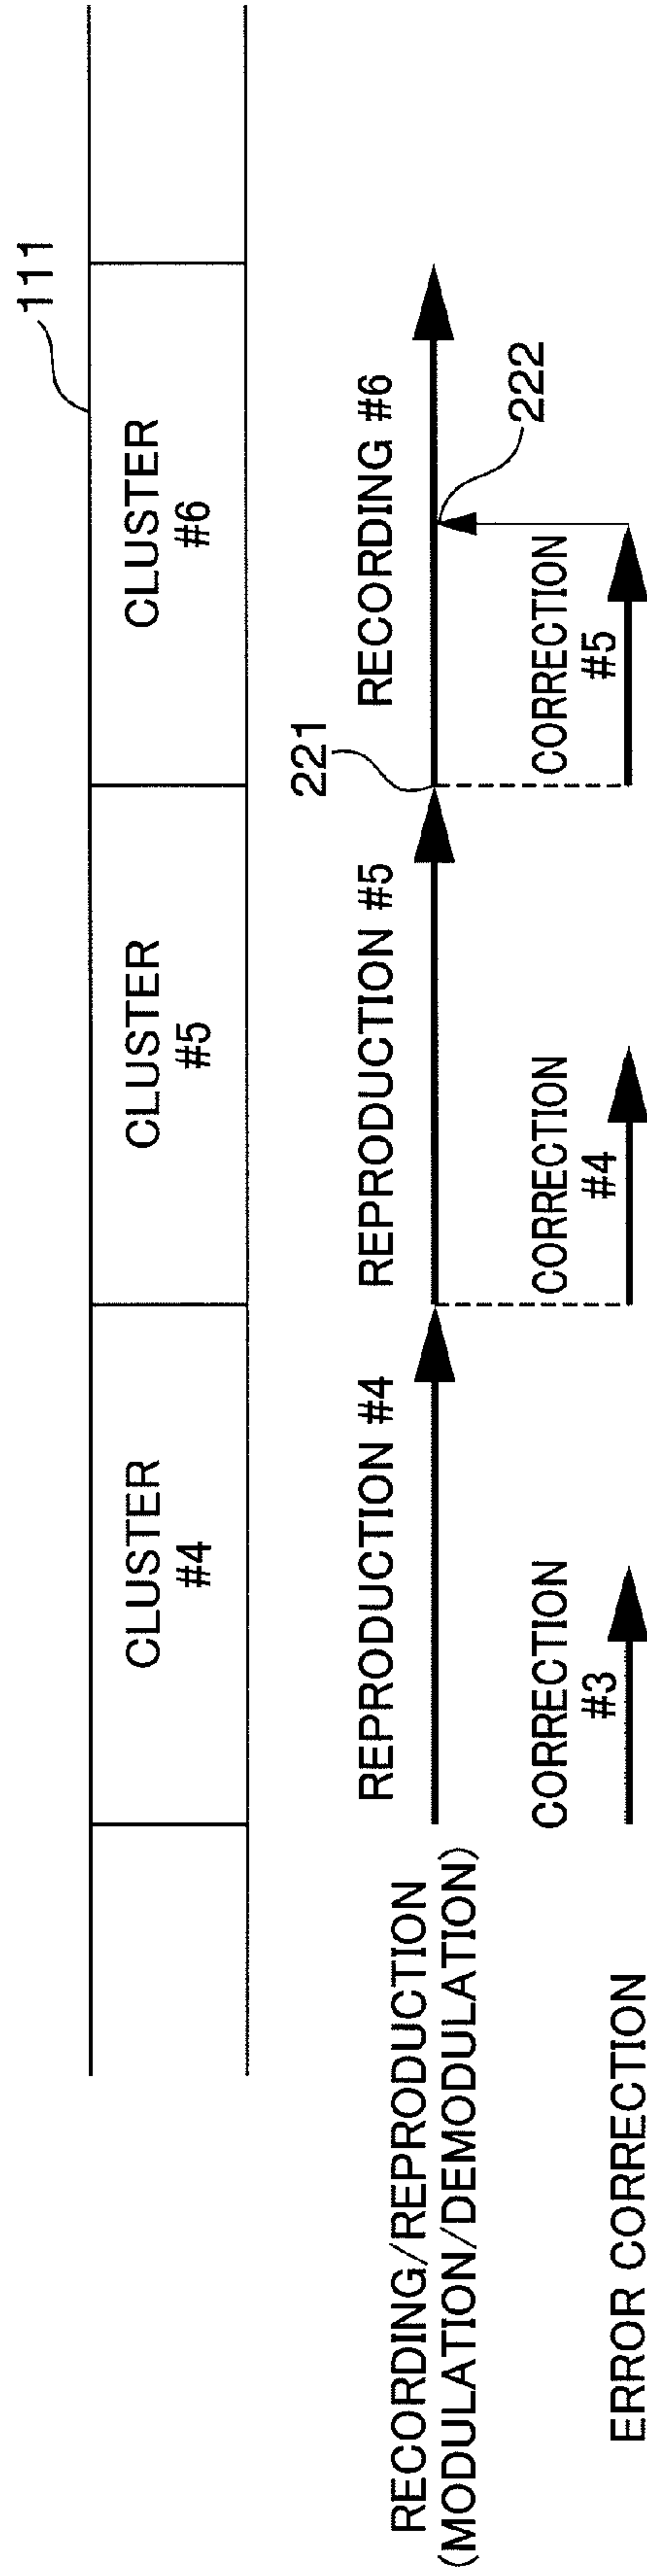 111
CLUSTER
#4
CLUSTER
#5
CLUSTER
#6
RECORDING/REPRODUCTION
(MODULATION/DEMODULATION)
REPRODUCTION #4
REPRODUCTION #5
221
RECORDING #6
222
ERROR CORRECTION
CORRECTION
#3
CORRECTION
#4
CORRECTION
#5